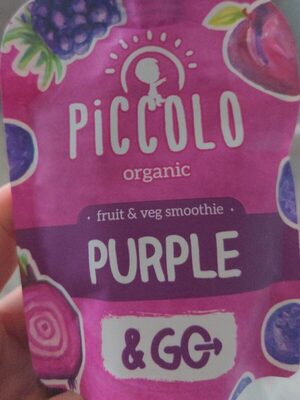 PiCCOLO
organic
· fruit & veg smoothie ·
PURPLE
& GO